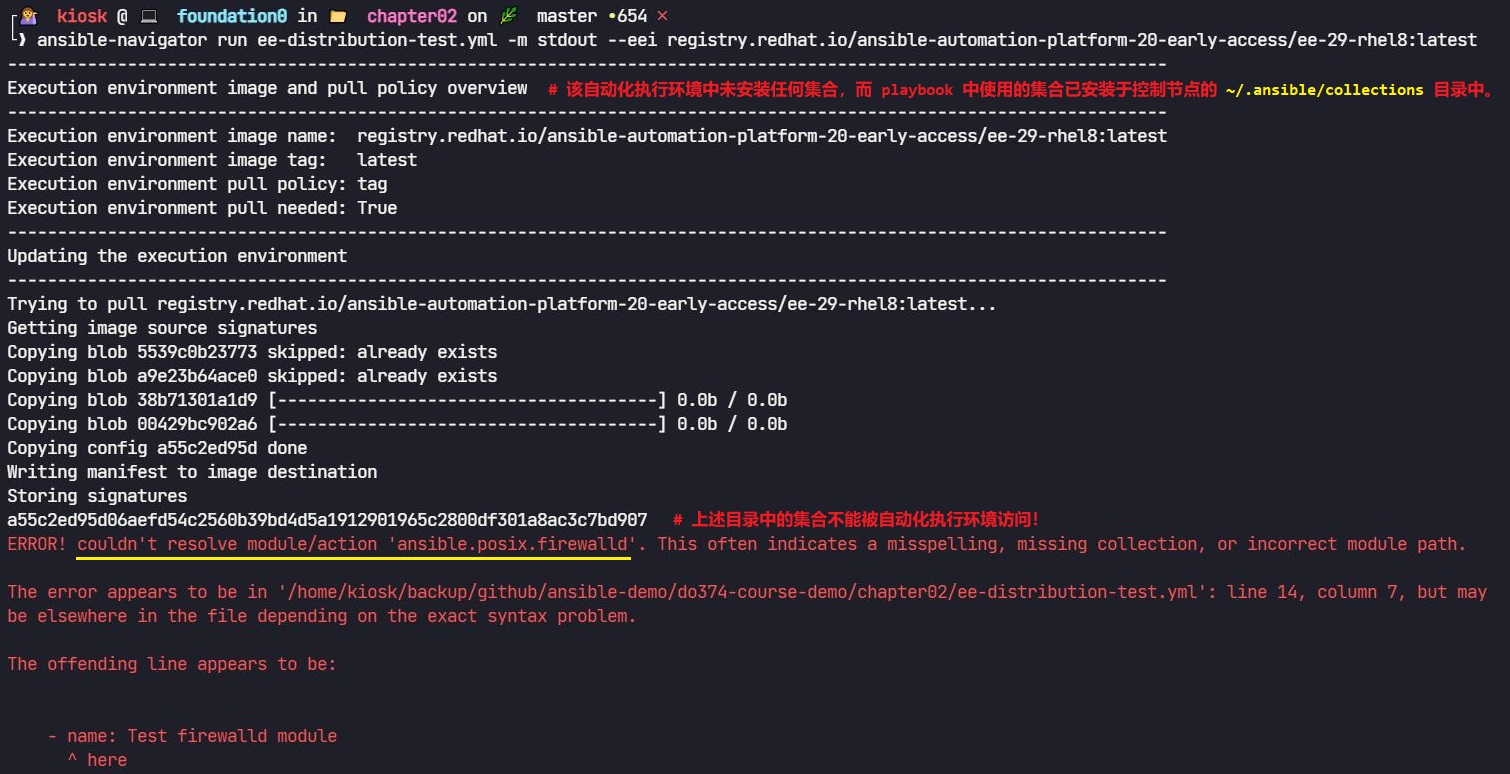 kiosk @ foundation0 in chapter02 on master •654 ×
❯ ansible-navigator run ee-distribution-test.yml -m stdout --eei registry.redhat.io/ansible-automation-platform-20-early-access/ee-29-rhel8:latest
--------------------------------------------------------------------------------------------------------------------
Execution environment image and pull policy overview # 该自动化执行环境中未安装任何集合，而 playbook 中使用的集合已安装于控制节点的 ~/.ansible/collections 目录中。
--------------------------------------------------------------------------------------------------------------------
Execution environment image name: registry.redhat.io/ansible-automation-platform-20-early-access/ee-29-rhel8:latest
Execution environment image tag: latest
Execution environment pull policy: tag
Execution environment pull needed: True
--------------------------------------------------------------------------------------------------------------------
Updating the execution environment
--------------------------------------------------------------------------------------------------------------------
Trying to pull registry.redhat.io/ansible-automation-platform-20-early-access/ee-29-rhel8:latest...
Getting image source signatures
Copying blob 5539c0b23773 skipped: already exists
Copying blob a9e23b64ace0 skipped: already exists
Copying blob 38b71301a1d9 [--------------------------------------] 0.0b / 0.0b
Copying blob 00429bc902a6 [--------------------------------------] 0.0b / 0.0b
Copying config a55c2ed95d done
Writing manifest to image destination
Storing signatures
a55c2ed95d06aefd54c2560b39bd4d5a1912901965c2800df301a8ac3c7bd907 # 上述目录中的集合不能被自动化执行环境访问！
ERROR! couldn't resolve module/action 'ansible.posix.firewalld'. This often indicates a misspelling, missing collection, or incorrect module path.
The error appears to be in '/home/kiosk/backup/github/ansible-demo/do374-course-demo/chapter02/ee-distribution-test.yml': line 14, column 7, but may
be elsewhere in the file depending on the exact syntax problem.
The offending line appears to be:
- name: Test firewalld module
^ here